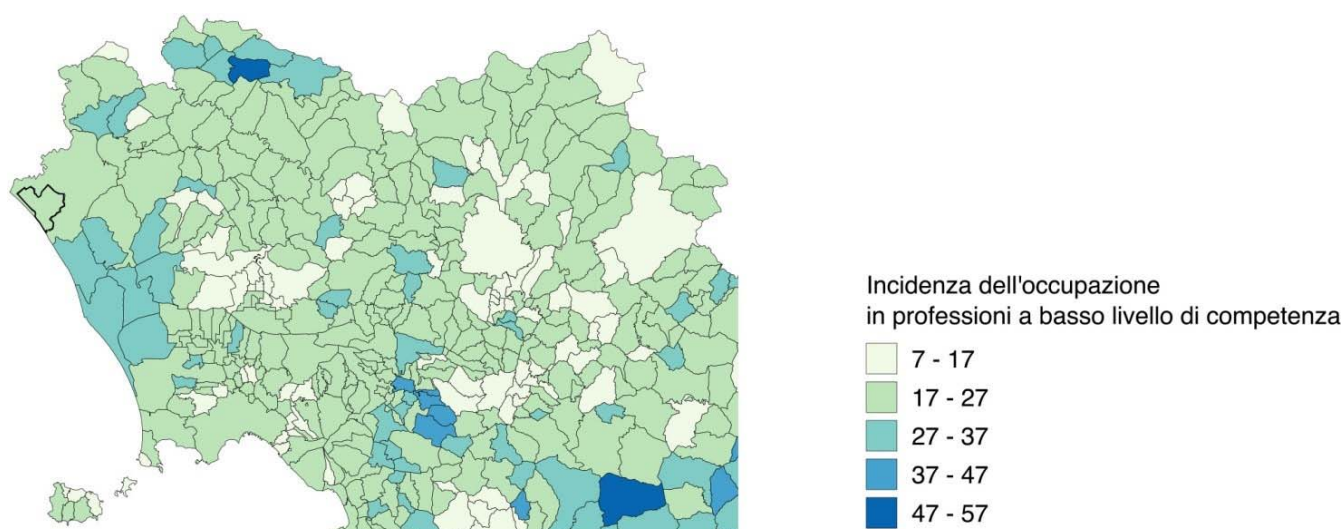 Incidenza dell'occupazione
in professioni a basso livello di competenza
7 - 17
17 - 27
27 - 37
37 - 47
47 - 57